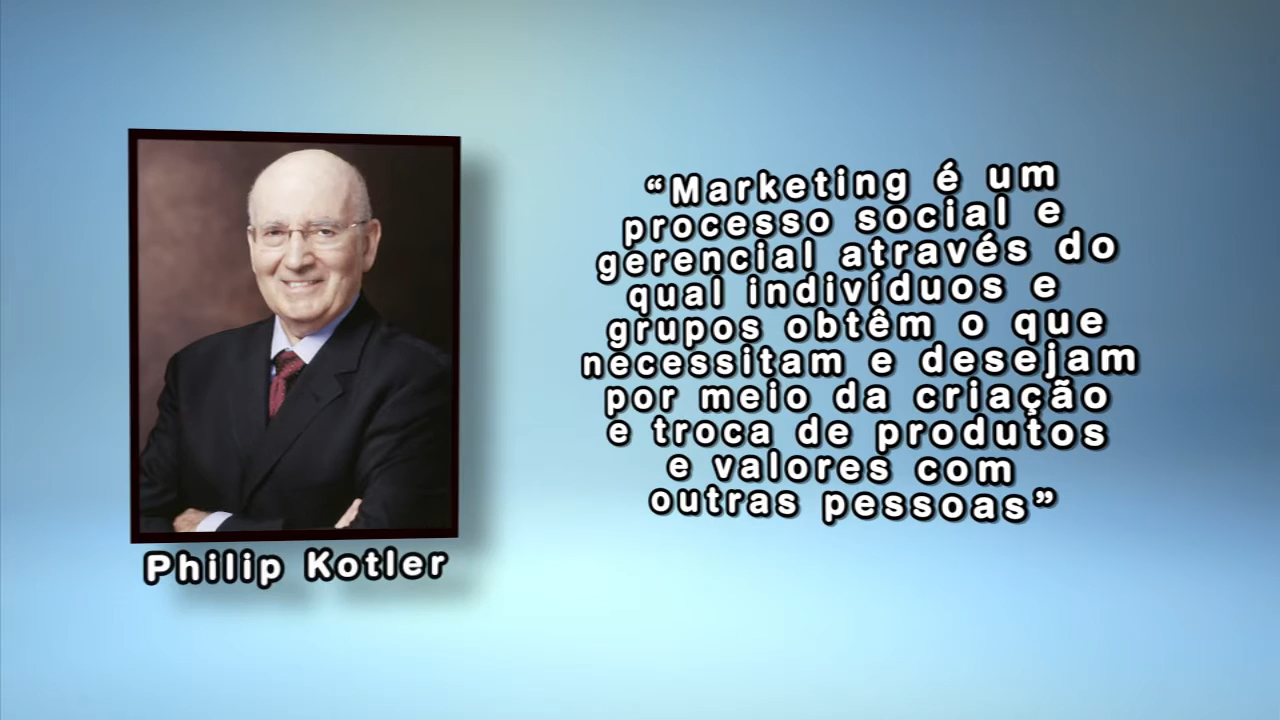 “Marketing é um
processo social e
gerencial através do
qual indivíduos e
grupos obtêm o que
necessitam e desejam
por meio da criação
e troca de produtos
e valores com
outras pessoas”
Philip Kotler